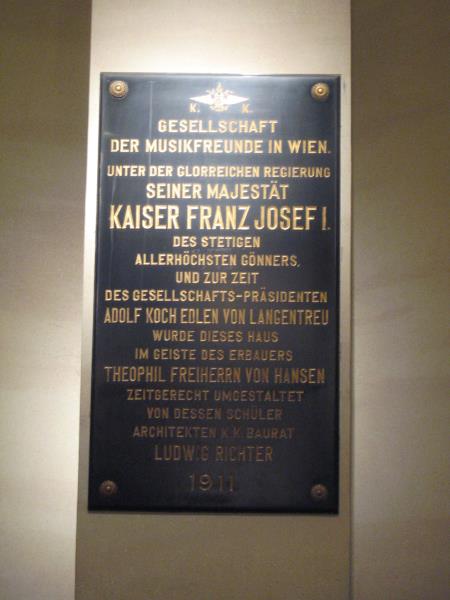 K. K.
GESELLSCHAFT
DER MUSIKFREUNDE IN WIEN.
UNTER DER GLORREICHEN REGIERUNG
SEINER MAJESTÄT
KAISER FRANZ JOSEF I.
DES STETIGEN
ALLERHÖCHSTEN GÖNNERS,
UND ZUR ZEIT
DES GESELLSCHAFTS-PRÄSIDENTEN
ADOLF KOCH EDLEN VON LANGENTREU
WURDE DIESES HAUS
IM GEISTE DES ERBAUERS
THEOPHIL FREIHERRN VON HANSEN
ZEITGERECHT UMGESTALTET
VON DESSEN SCHÜLER
ARCHITEKTEN K.K. BAURAT
LUDWIG RICHTER
1911